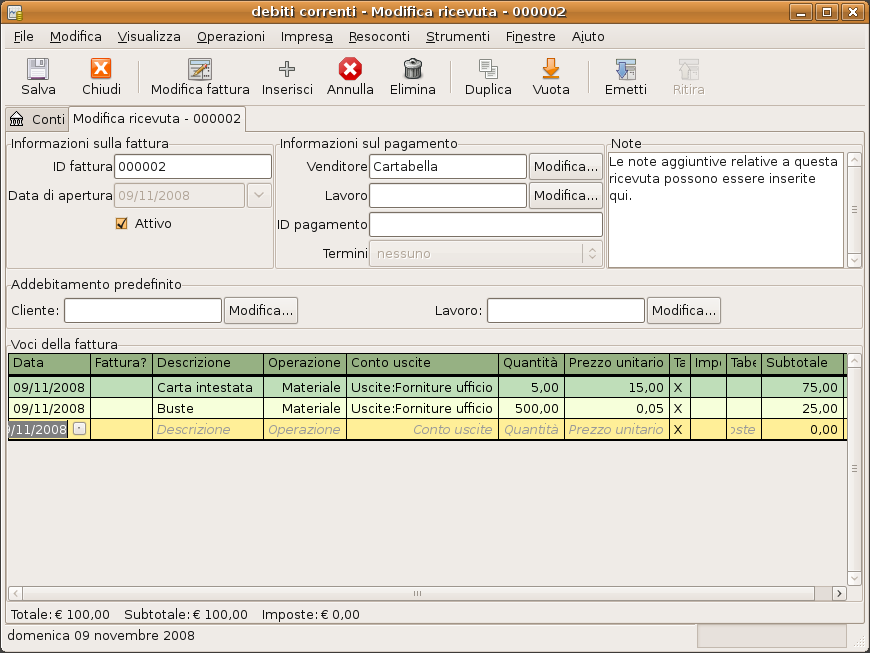 debiti correnti - Modifica ricevuta - 000002
File Modifica Visualizza Operazioni Impresa Resoconti Strumenti Finestre Aiuto
Salva Chiudi Modifica fattura Inserisci Annulla Elimina Duplica Vuota Emetti Ritira
Conti Modifica ricevuta - 000002
Informazioni sulla fattura
ID fattura 000002
Data di apertura 09/11/2008
Attivo
Informazioni sul pagamento
Venditore Cartabella Modifica...
Lavoro Modifica...
ID pagamento
Termini nessuno
Note
Le note aggiuntive relative a questa
ricevuta possono essere inserite
qui.
Addebitamento predefinito
Cliente: Modifica... Lavoro: Modifica...
Voci della fattura
Data Fattura? Descrizione Operazione Conto uscite Quantità Prezzo unitario Ta Impo Tabe Subtotale
09/11/2008 Carta intestata Materiale Uscite:Forniture ufficio 5,00 15,00 X 75,00
09/11/2008 Buste Materiale Uscite:Forniture ufficio 500,00 0,05 X 25,00
9/11/2008 Descrizione Operazione Conto uscite Quantità Prezzo unitario X oste 0,00
Totale: € 100,00 Subtotale: € 100,00 Imposte: € 0,00
domenica 09 novembre 2008